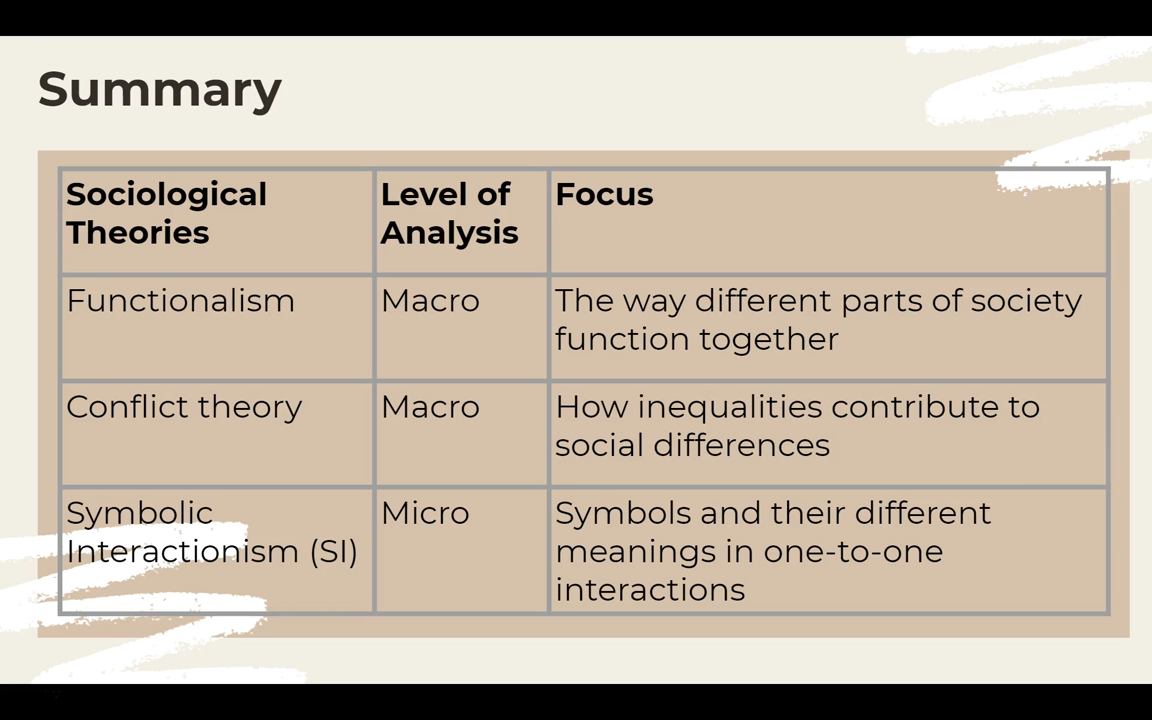 Summary
Sociological
Theories
Level of
Analysis
Focus
Functionalism
Macro
The way different parts of society
function together
Conflict theory
Macro
How inequalities contribute to
social differences
Symbolic
Interactionism (SI)
Micro
Symbols and their different
meanings in one-to-one
interactions